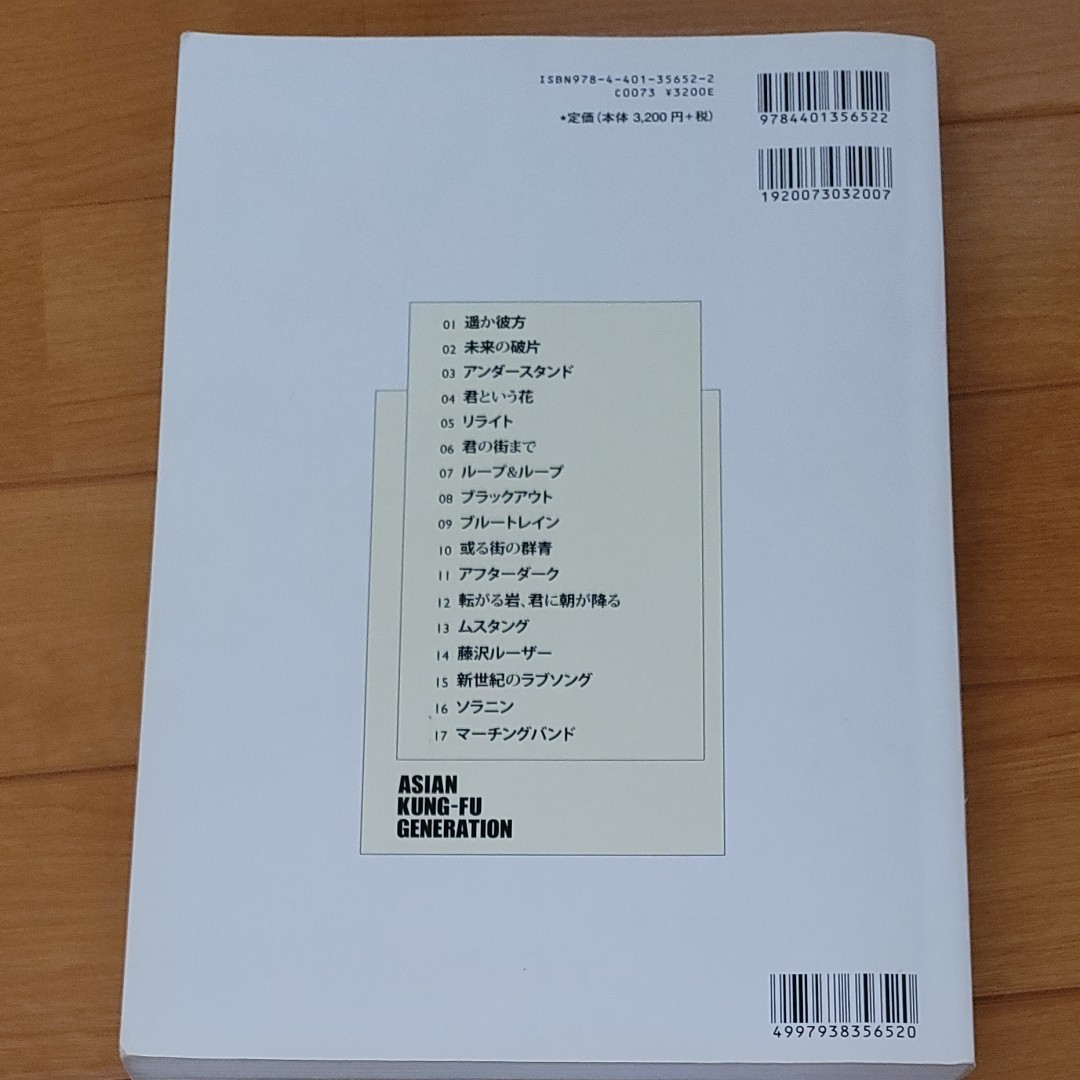 ISBN978-4-401-35652-2
C0073 ¥3200E
*定価(本体 3,200 円+税)
9784401356522
1920073032007
01 遥か彼方
02 未来の破片
03 アンダースタンド
04 君という花
05 リライト
06 君の街まで
07 ループ&ループ
08 ブラックアウト
09 ブルートレイン
10 或る街の群青
11 アフターダーク
12 転がる岩、君に朝が降る
13 ムスタング
14 藤沢ルーザー
15 新世紀のラブソング
16 ソラニン
17 マーチングバンド
ASIAN
KUNG-FU
GENERATION
4997938356520